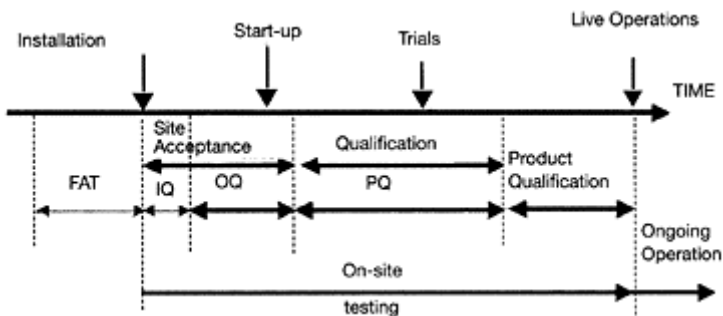 Installation
Start-up
Trials
Live Operations
TIME
Site
Acceptance
Qualification
Product
Qualification
FAT
IQ
OQ
PQ
Ongoing
Operation
On-site
testing